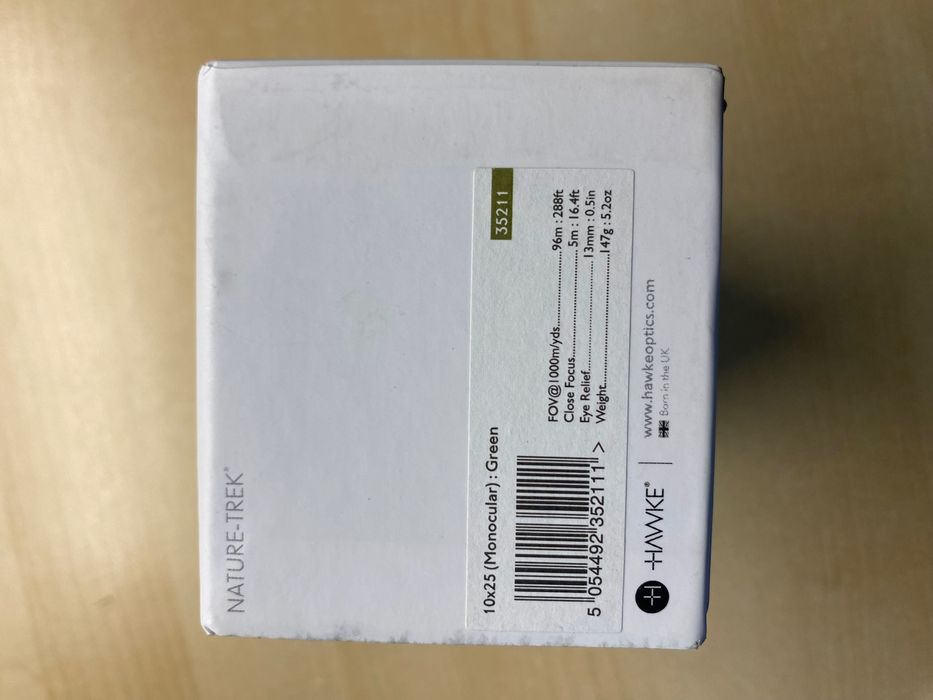 NATURE-TREK®
10x25 (Monocular) : Green
35211
FOV@1000m/yds..............................96m : 288ft
Close Focus................................. 5m : 16.4ft
Eye Relief................................... 13mm : 0.5in
Weight.......................................147g : 5.2oz
5 054492 352111 >
HAWKE®
www.hawkeoptics.com
Born in the UK